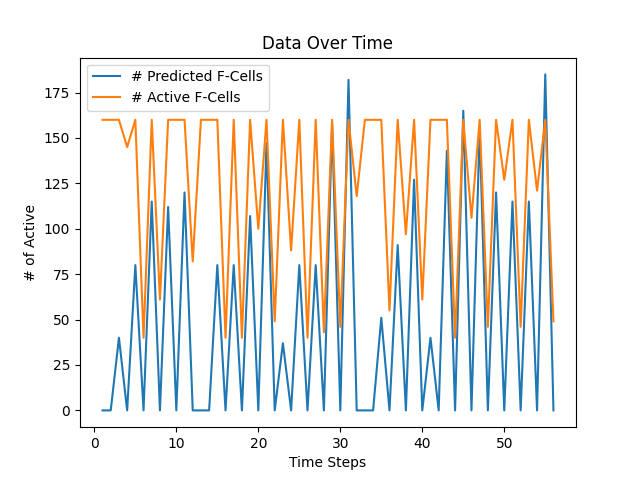 Data Over Time
# Predicted F-Cells
# Active F-Cells
# of Active
175
150
125
100
75
50
25
0
0 10 20 30 40 50
Time Steps